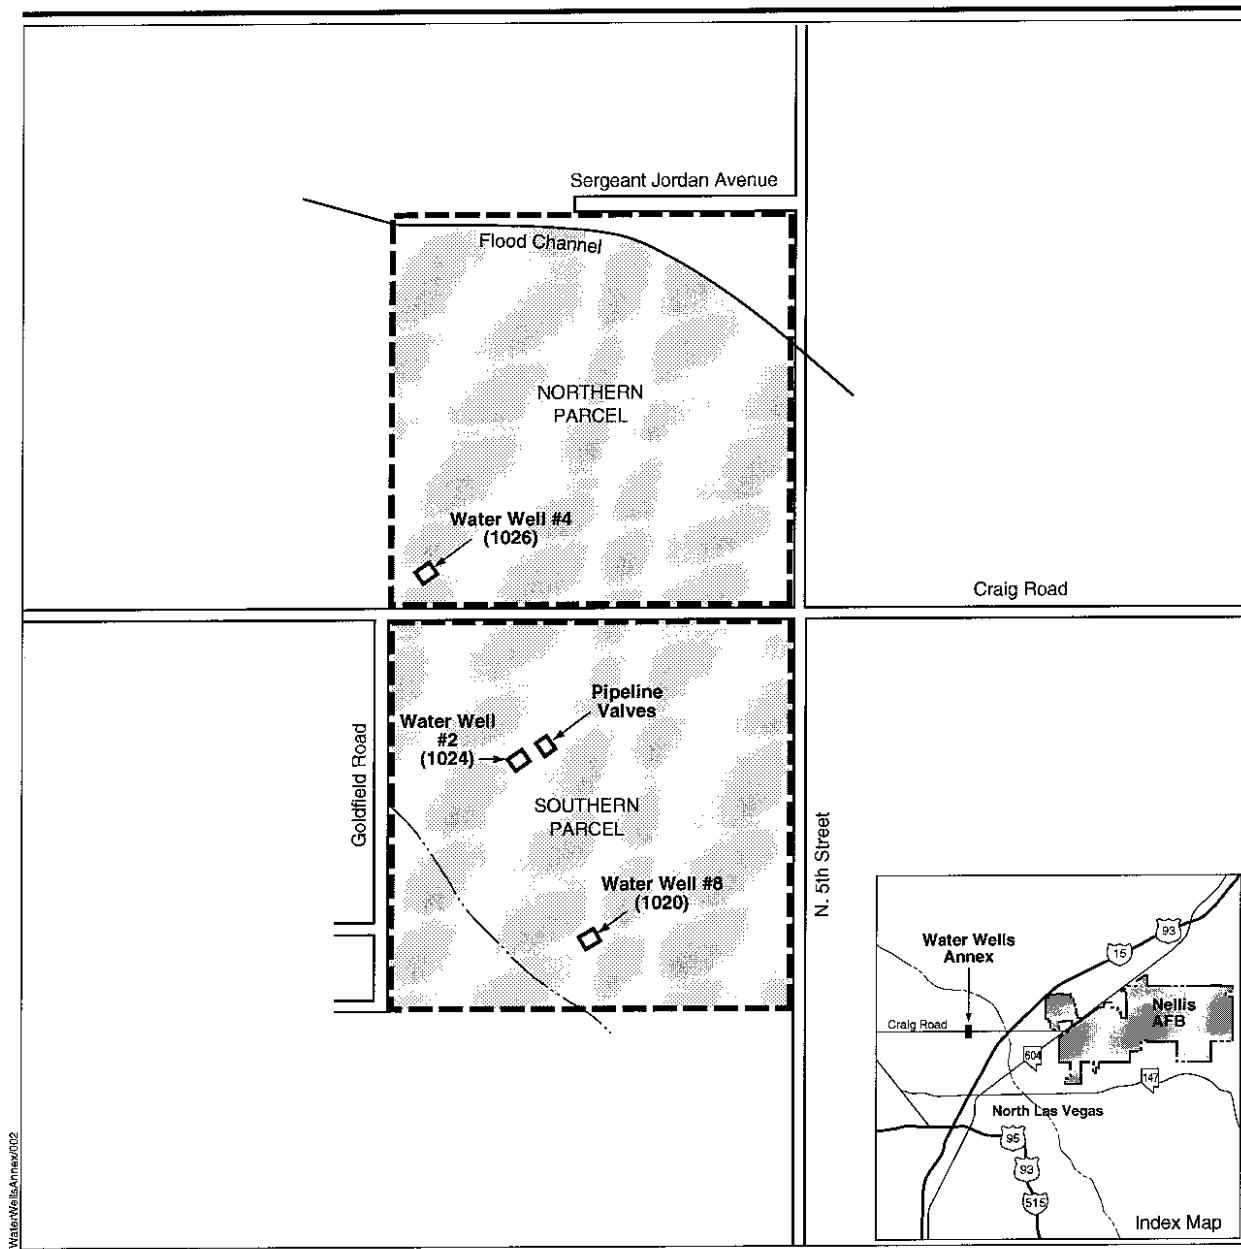 Sergeant Jordan Avenue
Flood Channel
NORTHERN
PARCEL
Water Well #4
(1026)
Craig Road
Pipeline
Valves
Water Well
#2
(1024)
Goldfield Road
SOUTHERN
PARCEL
N. 5th Street
Water Well #8
(1020)
Water Wells
Annex
93
15
Nellis
AFB
Craig Road
604
147
North Las Vegas
95
93
515
Index Map
WaterWellsAnnex/002